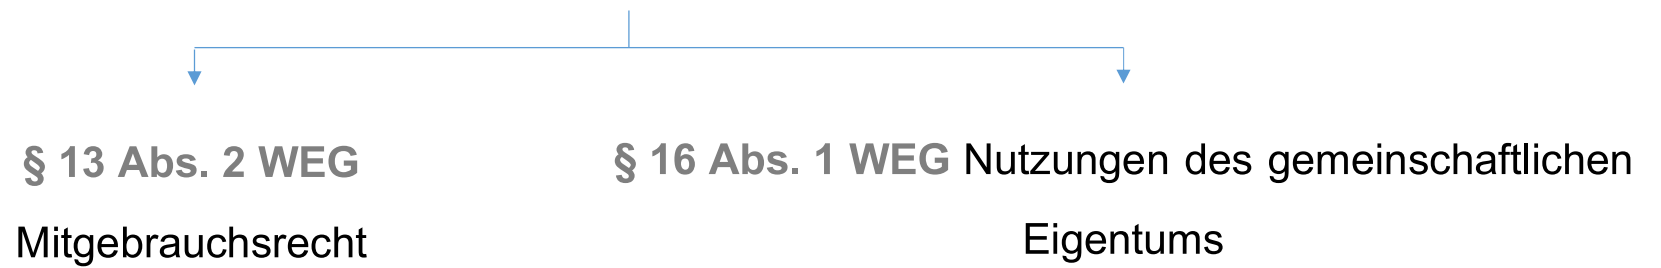 § 13 Abs. 2 WEG
Mitgebrauchsrecht
§ 16 Abs. 1 WEG Nutzungen des gemeinschaftlichen
Eigentums